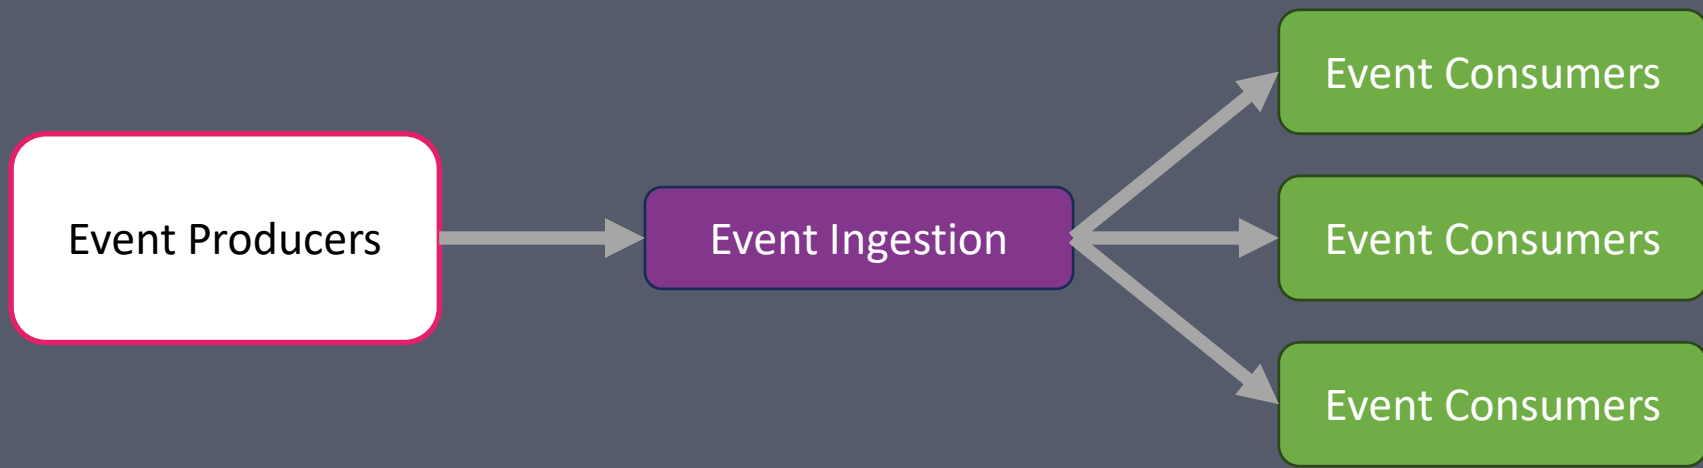 Event Producers
Event Ingestion
Event Consumers
Event Consumers
Event Consumers